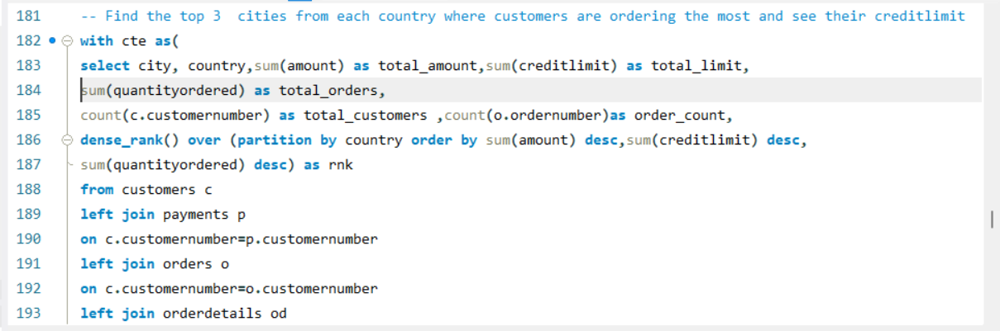 181 -- Find the top 3  cities from each country where customers are ordering the most and see their creditlimit
182 with cte as(
183 select city, country,sum(amount) as total_amount,sum(creditlimit) as total_limit,
184 sum(quantityordered) as total_orders,
185 count(c.customernumber) as total_customers ,count(o.ordernumber)as order_count,
186 dense_rank() over (partition by country order by sum(amount) desc,sum(creditlimit) desc,
187 sum(quantityordered) desc) as rnk
188 from customers c
189 left join payments p
190 on c.customernumber=p.customernumber
191 left join orders o
192 on c.customernumber=o.customernumber
193 left join orderdetails od